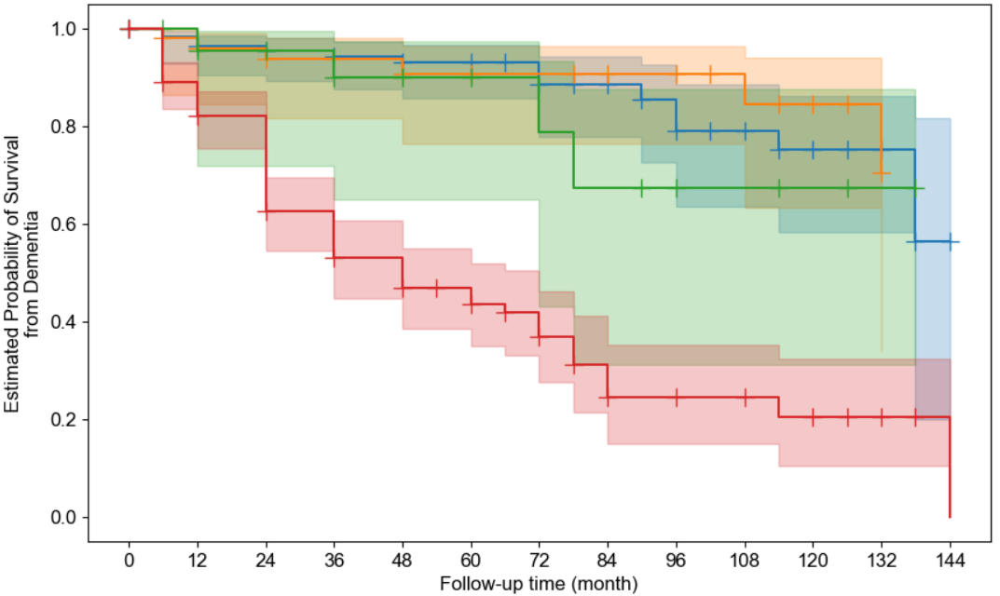 Estimated Probability of Survival
from Dementia
1.0
0.8
0.6
0.4
0.2
0.0
0 12 24 36 48 60 72 84 96 108 120 132 144
Follow-up time (month)